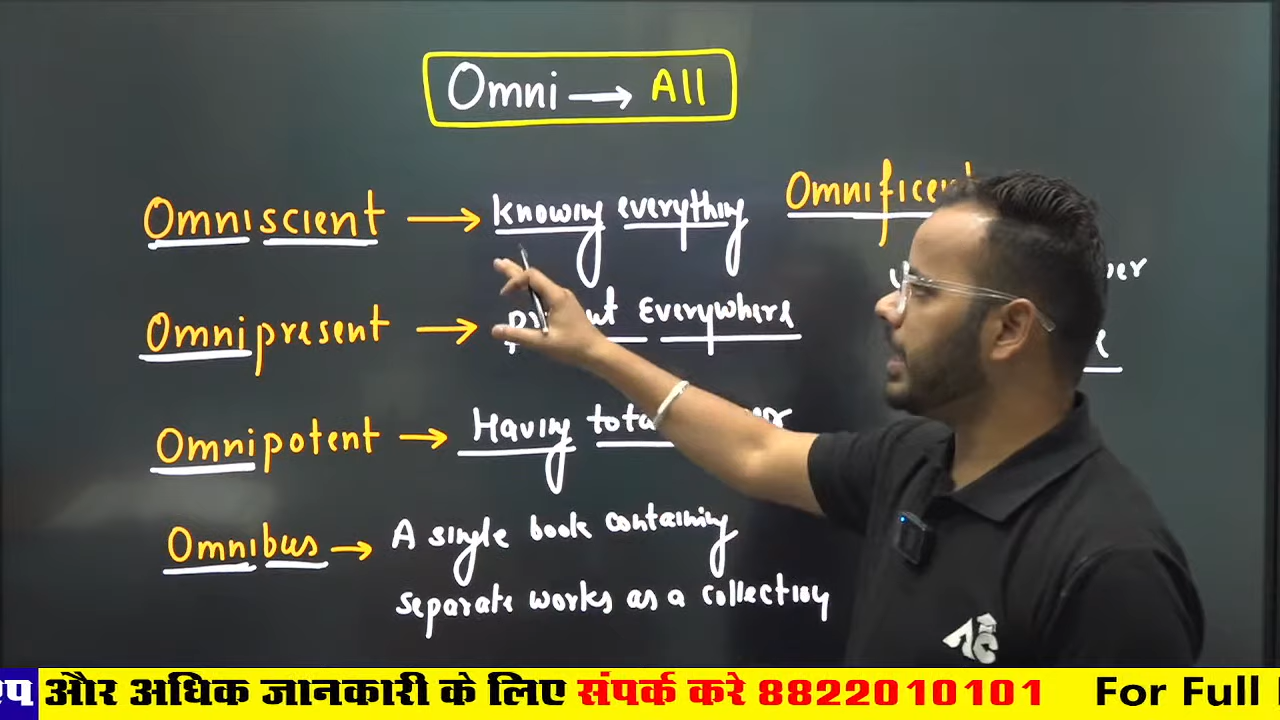 Omni → All
Omniscient → knowing everything
Omnipresent → Everywhere
Omnipotent → Having
Omnibus → A single book containing
separate works as a collection
और अधिक जानकारी के लिए संपर्क करे 8822010101 For Full